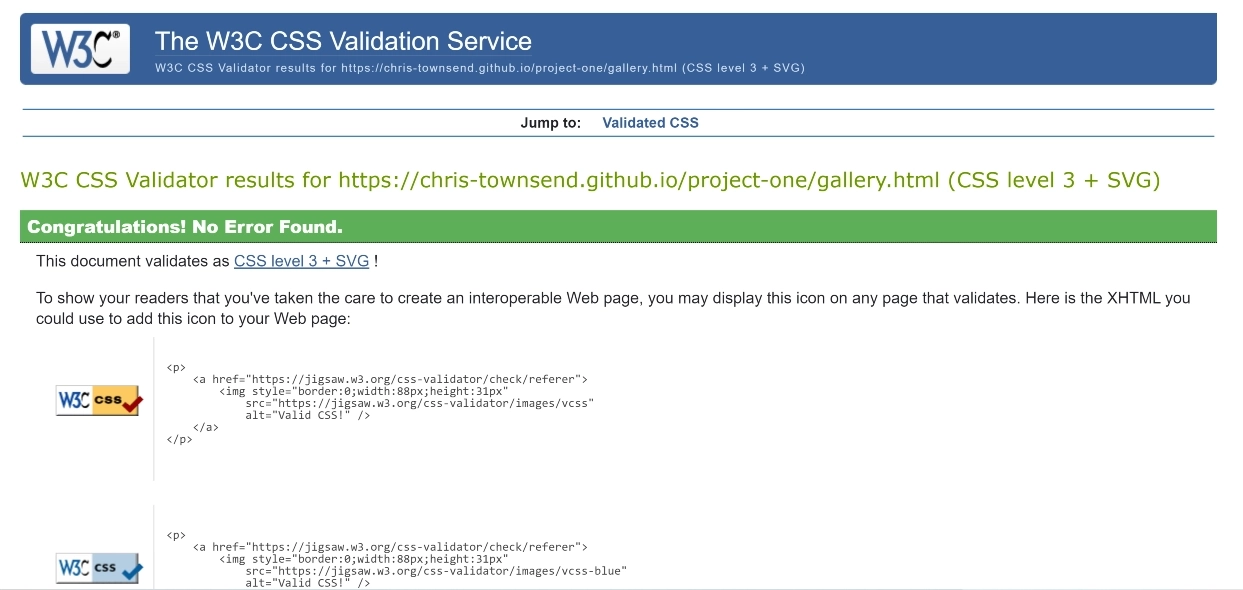 W3C®
The W3C CSS Validation Service
W3C CSS Validator results for https://chris-townsend.github.io/project-one/gallery.html (CSS level 3 + SVG)
Jump to: Validated CSS
W3C CSS Validator results for https://chris-townsend.github.io/project-one/gallery.html (CSS level 3 + SVG)
Congratulations! No Error Found.
This document validates as CSS level 3 + SVG !
To show your readers that you've taken the care to create an interoperable Web page, you may display this icon on any page that validates. Here is the XHTML you
could use to add this icon to your Web page:
W3C css
<p>
    <a href="https://jigsaw.w3.org/css-validator/check/referer">
        <img style="border:0;width:88px;height:31px"
            src="https://jigsaw.w3.org/css-validator/images/vcss"
            alt="Valid CSS!" />
    </a>
</p>
W3C css
<p>
    <a href="https://jigsaw.w3.org/css-validator/check/referer">
        <img style="border:0;width:88px;height:31px"
            src="https://jigsaw.w3.org/css-validator/images/vcss-blue"
            alt="Valid CSS!" />